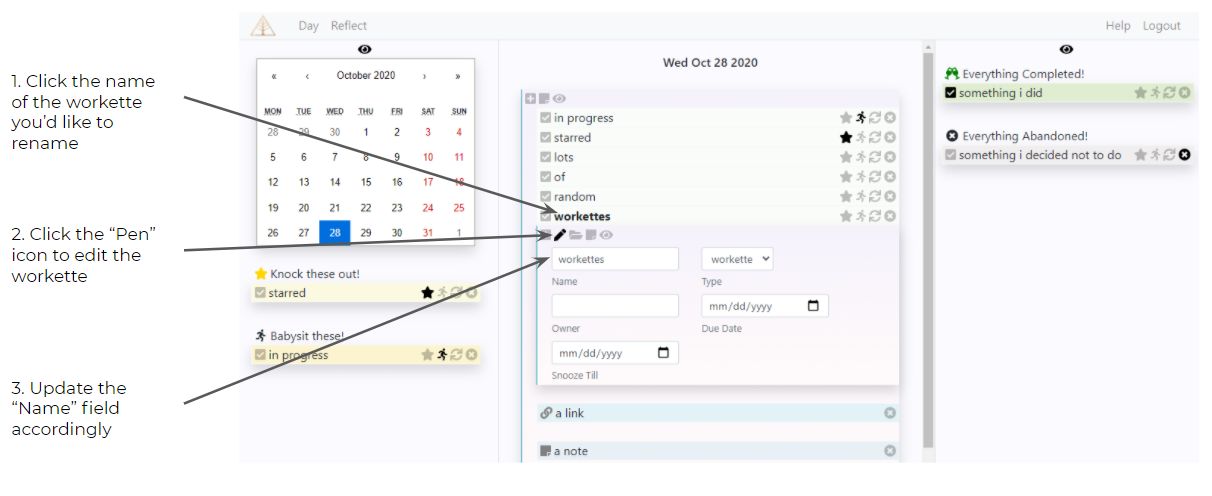 Day Reflect
Help Logout
1. Click the name
of the workette
you'd like to
rename
2. Click the “Pen”
icon to edit the
workette
3. Update the
“Name” field
accordingly
« ‹ October 2020 › »
MON TUE WED THU FRI SAT SUN
28 29 30 1 2 3 4
5 6 7 8 9 10 11
12 13 14 15 16 17 18
19 20 21 22 23 24 25
26 27 28 29 30 31 1
Knock these out!
starred
Babysit these!
in progress
Wed Oct 28 2020
in progress
starred
lots
of
random
workettes
workettes workette
Name Type
mm/dd/yyyy
Owner Due Date
mm/dd/yyyy
Snooze Till
a link
a note
Everything Completed!
something i did
Everything Abandoned!
something i decided not to do